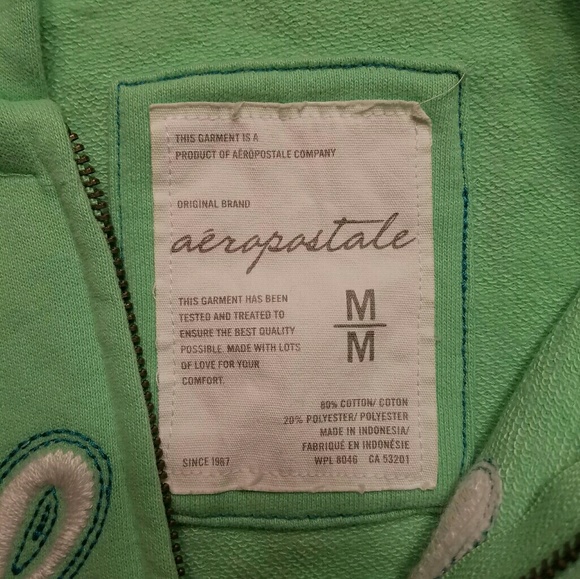 THIS GARMENT IS A
PRODUCT OF AÉROPOSTALE COMPANY
ORIGINAL BRAND
aéropostale
THIS GARMENT HAS BEEN
TESTED AND TREATED TO
ENSURE THE BEST QUALITY
POSSIBLE. MADE WITH LOTS
OF LOVE FOR YOUR
COMFORT.
M
M
80% COTTON/ COTON
20% POLYESTER/ POLYESTER
MADE IN INDONESIA/
FABRIQUÉ EN INDONÉSIE
SINCE 1987
WPL 8046 CA 53201